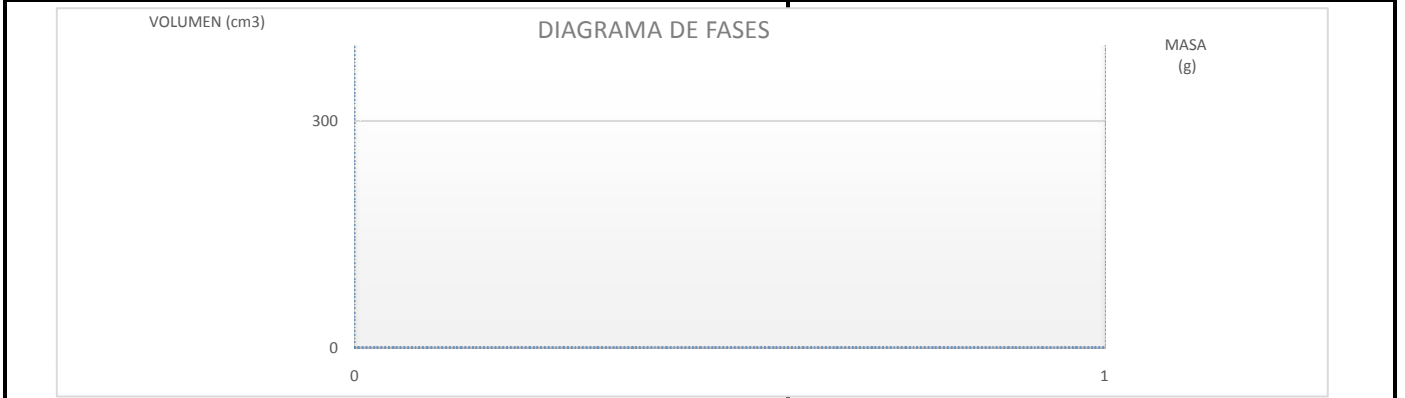 VOLUMEN (cm3)
DIAGRAMA DE FASES
MASA
(g)
300
0
0
1